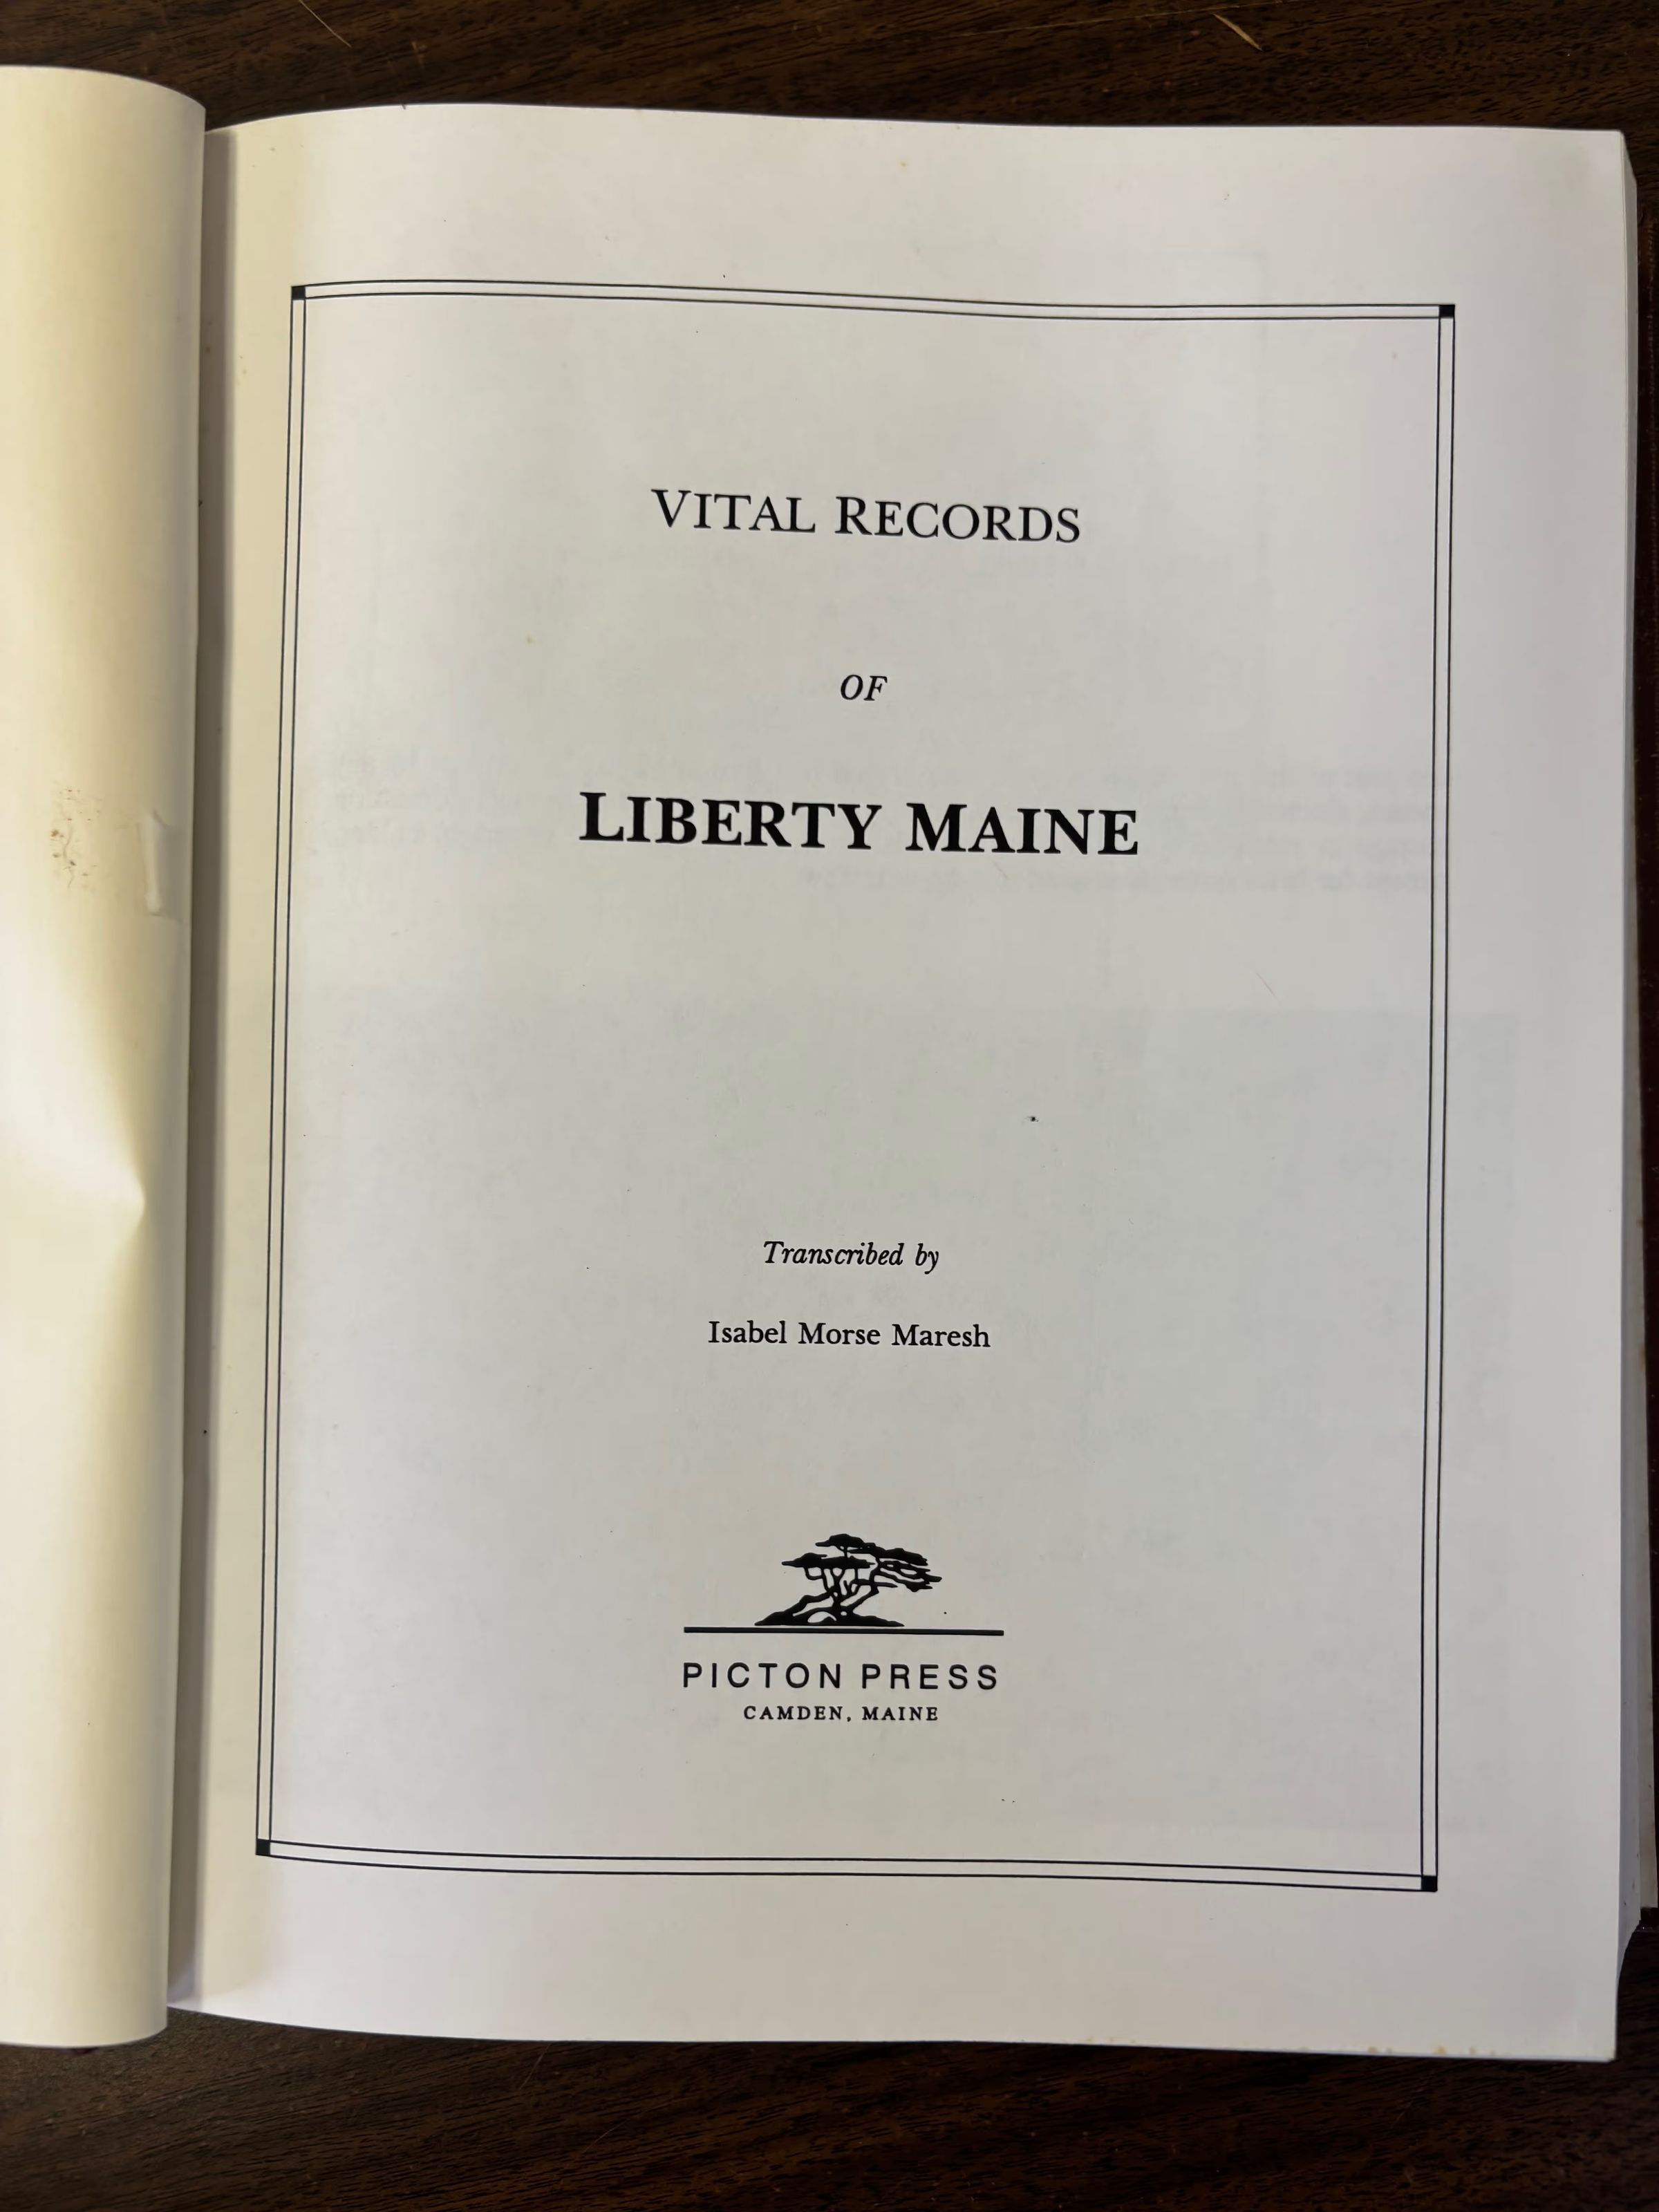 VITAL RECORDS
OF
LIBERTY MAINE
Transcribed by
Isabel Morse Maresh
PICTON PRESS
CAMDEN, MAINE